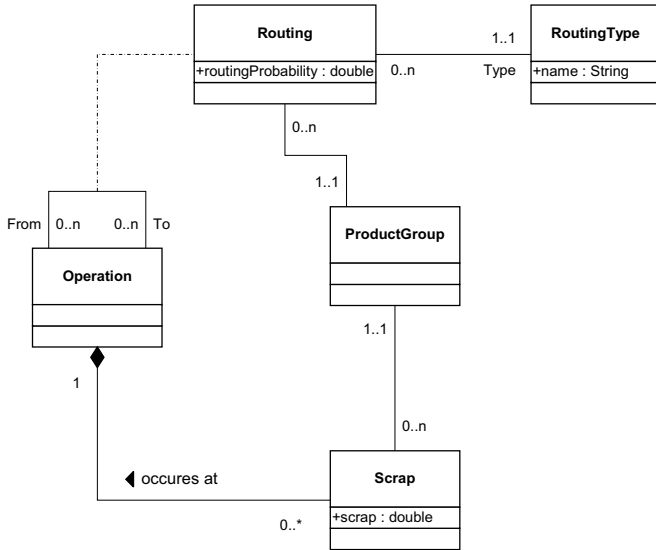 Routing
RoutingType
+routingProbability : double
1..1
0..n
Type
+name : String
0..n
1..1
From
0..n
0..n
To
ProductGroup
Operation
1..1
1
0..n
occures at
Scrap
+scrap : double
0..*